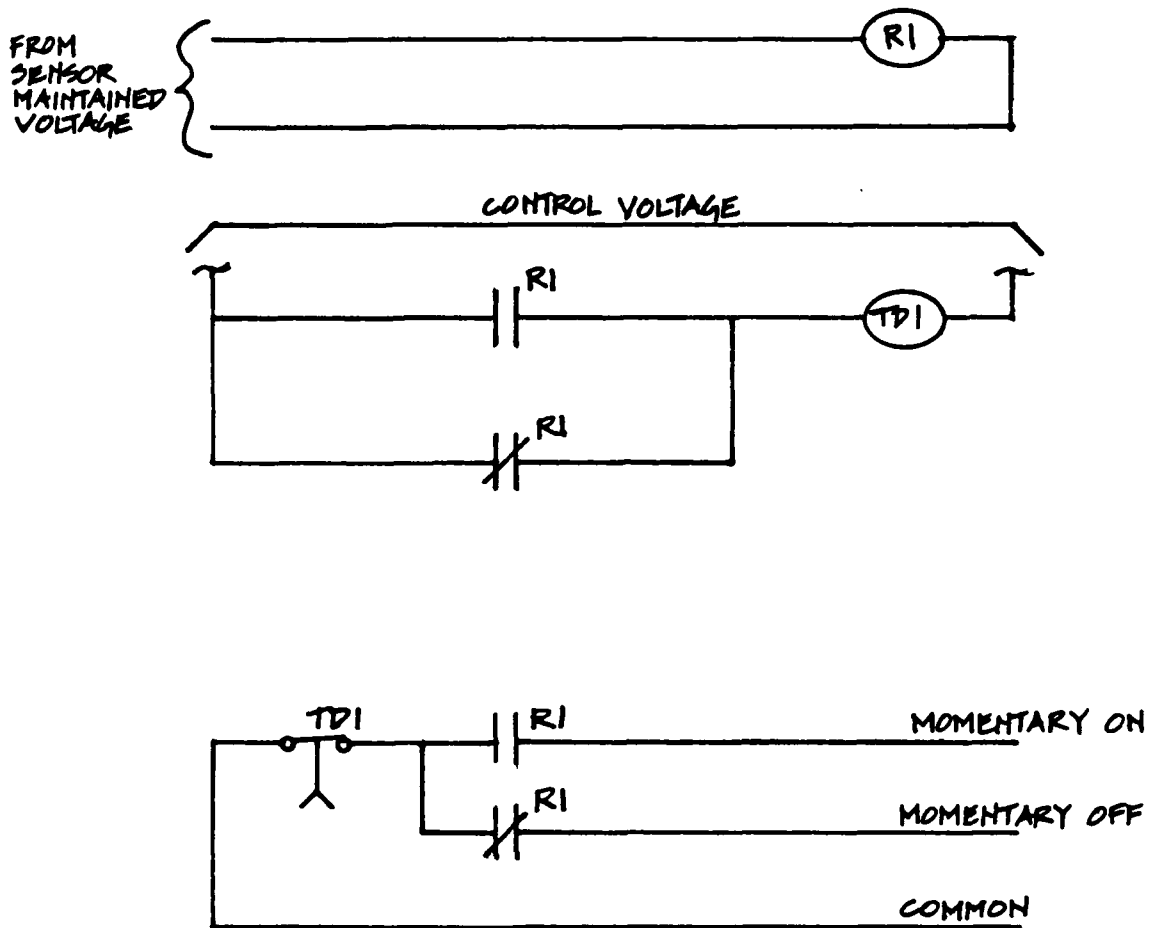 FROM
SENSOR
MAINTAINED
VOLTAGE
R1
CONTROL VOLTAGE
R1
TD1
R1
TD1
R1
MOMENTARY ON
R1
MOMENTARY OFF
COMMON